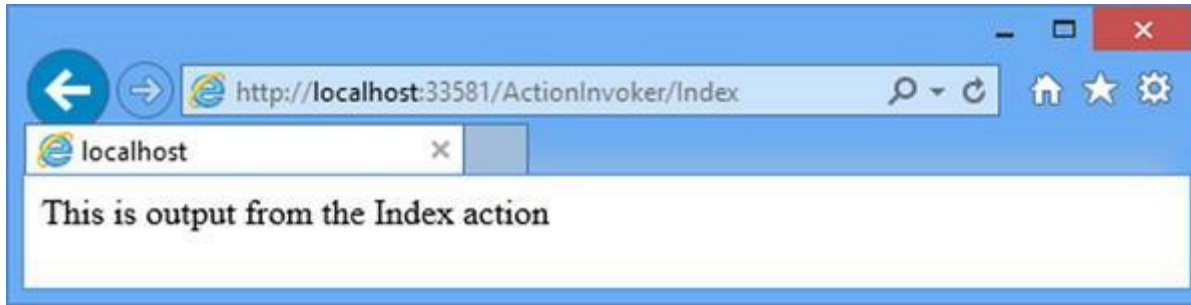 http://localhost:33581/ActionInvoker/Index
localhost
This is output from the Index action